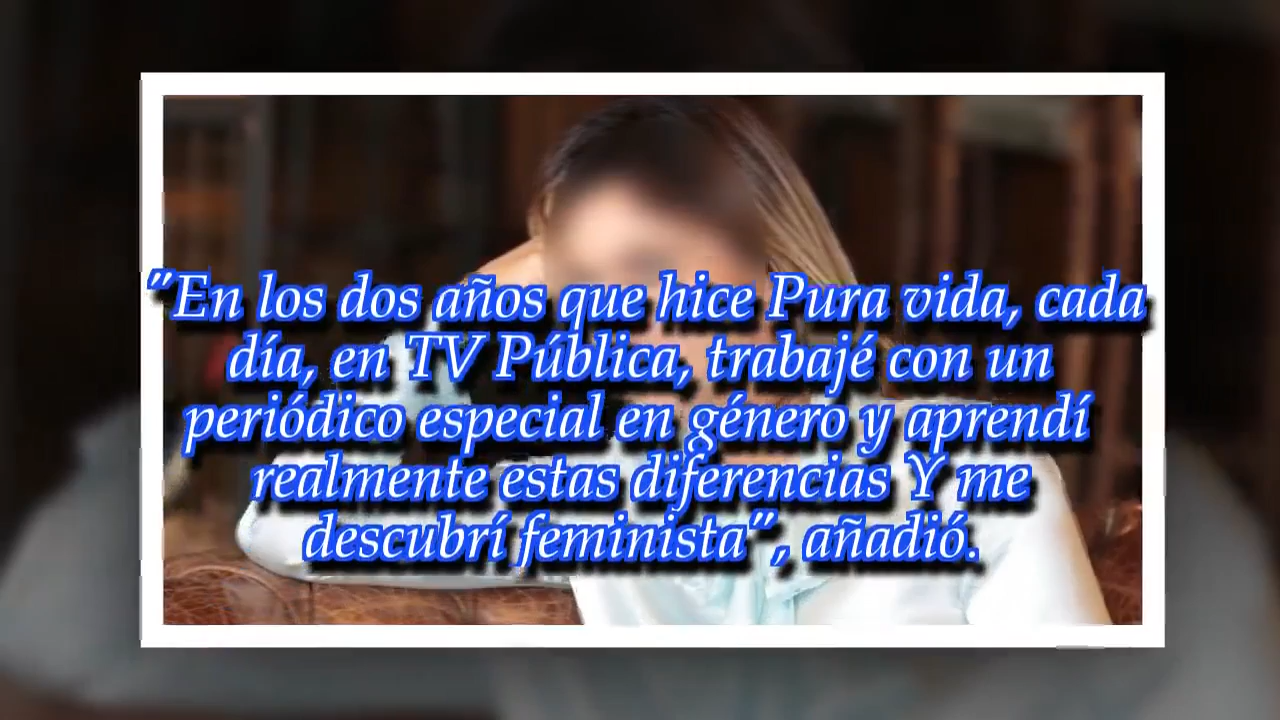 "En los dos años que hice Pura vida, cada
día, en TV Pública, trabajé con un
periódico especial en género y aprendí
realmente estas diferencias Y me
descubrí feminista", añadió.